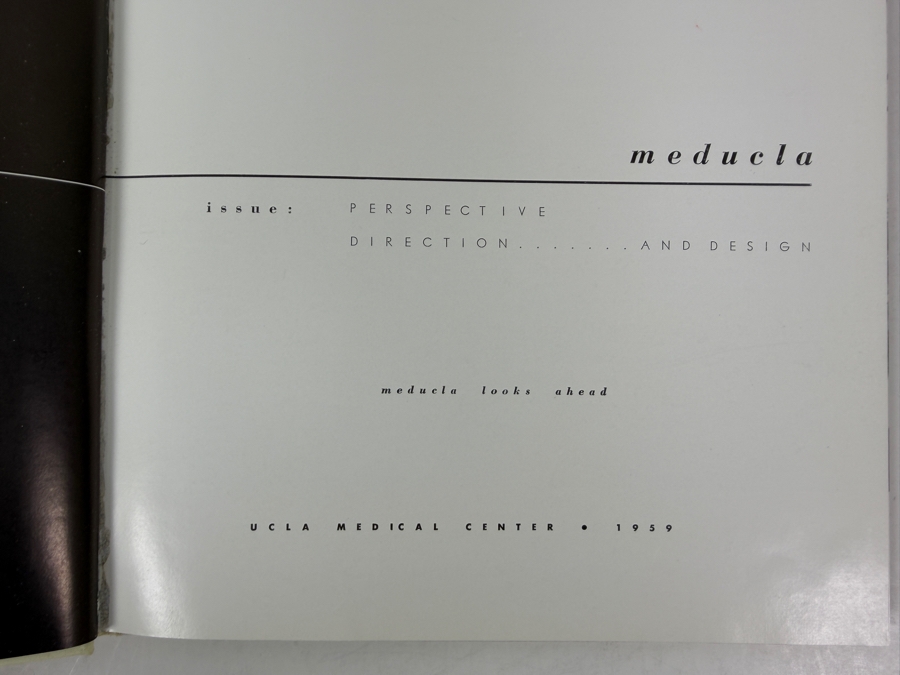 meducla
issue: PERSPECTIVE
DIRECTION.......AND DESIGN
meducla looks ahead
UCLA MEDICAL CENTER • 1959